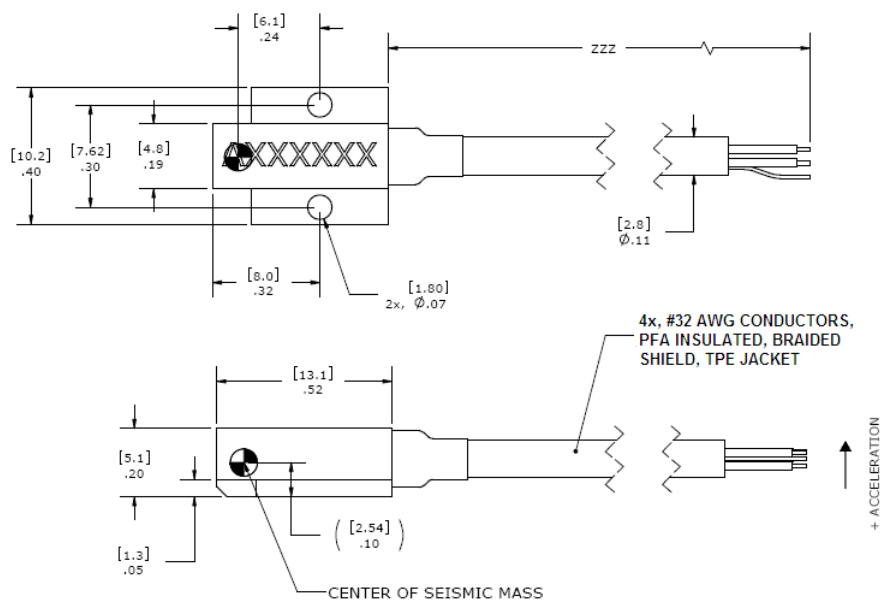 [6.1]
.24
ZZZ
[10.2]
.40
[7.62]
.30
[4.8]
.19
AXXXXXX
[2.8]
Ø.11
[8.0]
.32
[1.80]
2x, Ø.07
4x, #32 AWG CONDUCTORS,
PFA INSULATED, BRAIDED
SHIELD, TPE JACKET
[13.1]
.52
[5.1]
.20
+ ACCELERATION
([2.54]
.10)
[1.3]
.05
CENTER OF SEISMIC MASS